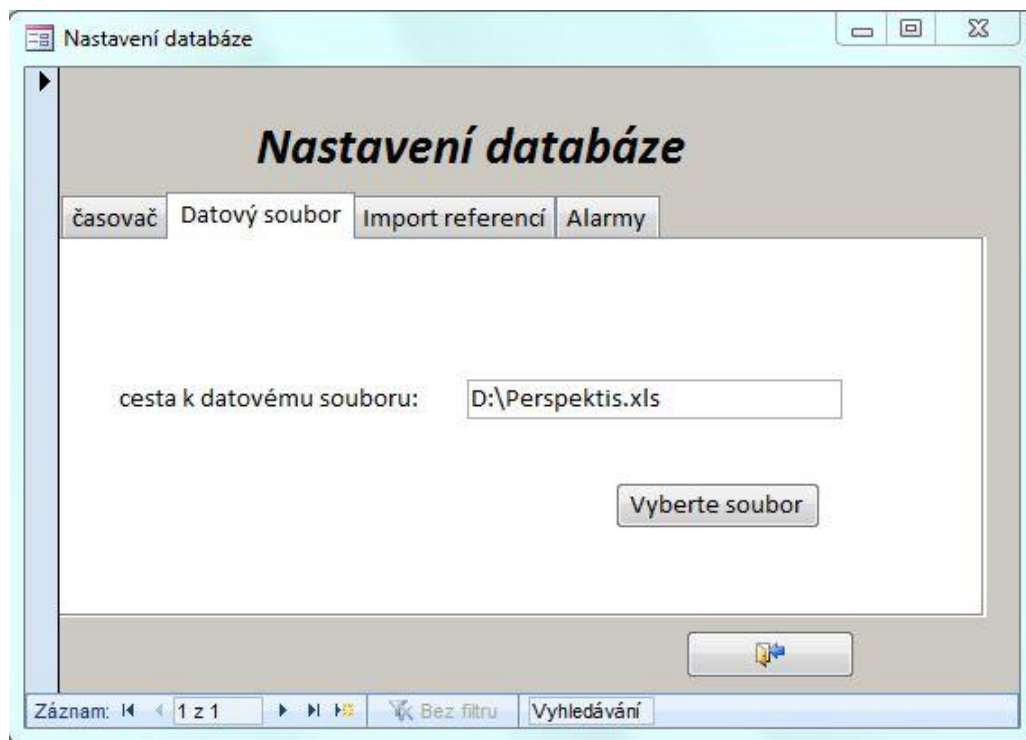 Nastavení databáze
Nastavení databáze
časovač Datový soubor Import referencí Alarmy
cesta k datovému souboru: D:\Perspektis.xls
Vyberte soubor
Záznam: 1 z 1 Bez filtru Vyhledávání